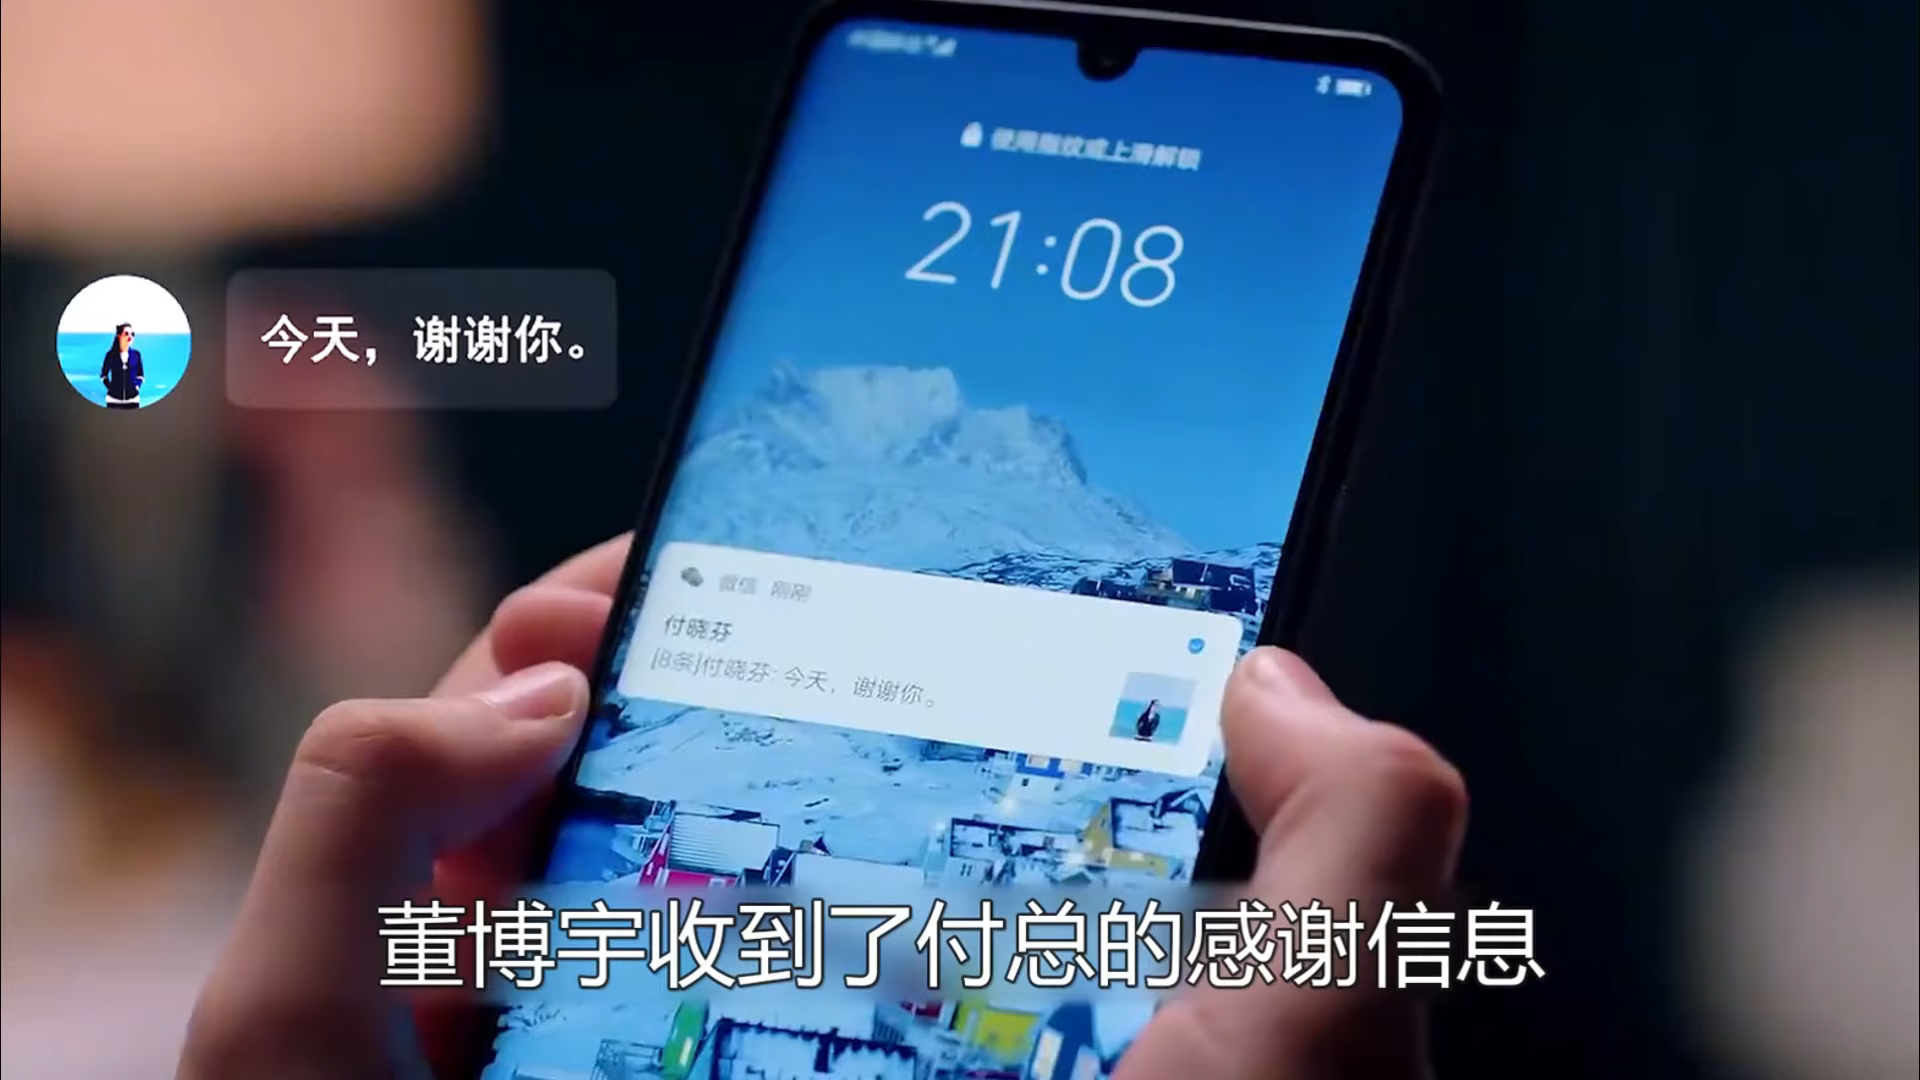 使用指纹或上滑解锁
21:08
今天，谢谢你。
微信 刚刚
付晓芬
[8条]付晓芬: 今天，谢谢你。
董博宇收到了付总的感谢信息